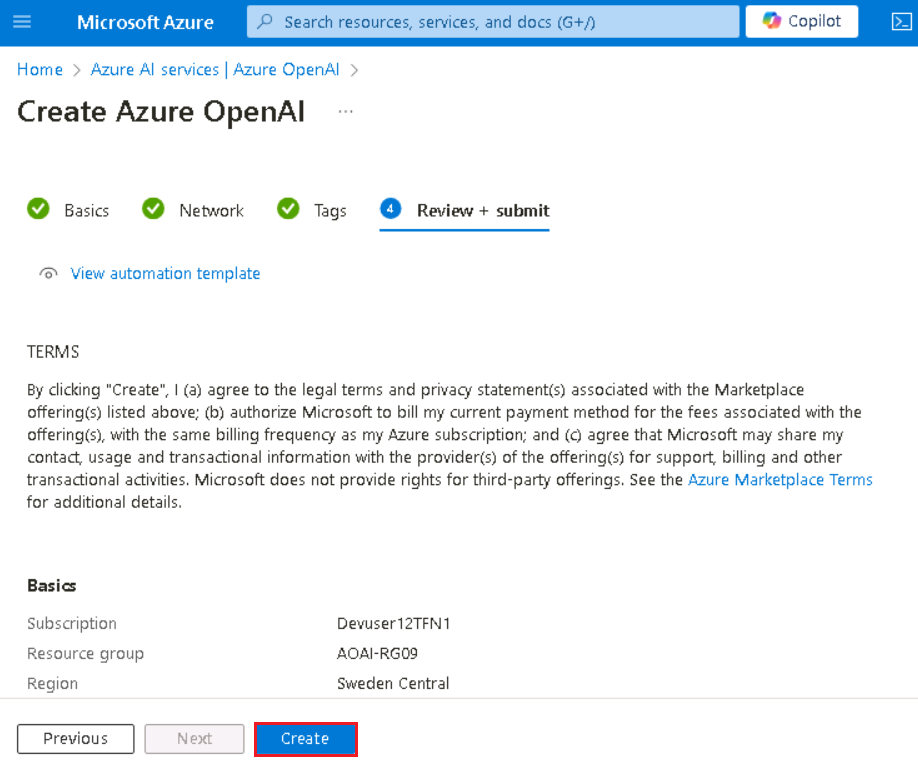 Microsoft Azure
Search resources, services, and docs (G+/)
Copilot
Home > Azure AI services | Azure OpenAI >
Create Azure OpenAI ...
Basics
Network
Tags
4 Review + submit
View automation template
TERMS
By clicking "Create", I (a) agree to the legal terms and privacy statement(s) associated with the Marketplace
offering(s) listed above; (b) authorize Microsoft to bill my current payment method for the fees associated with the
offering(s), with the same billing frequency as my Azure subscription; and (c) agree that Microsoft may share my
contact, usage and transactional information with the provider(s) of the offering(s) for support, billing and other
transactional activities. Microsoft does not provide rights for third-party offerings. See the Azure Marketplace Terms
for additional details.
Basics
Subscription Devuser12TFN1
Resource group AOAI-RG09
Region Sweden Central
Previous
Next
Create